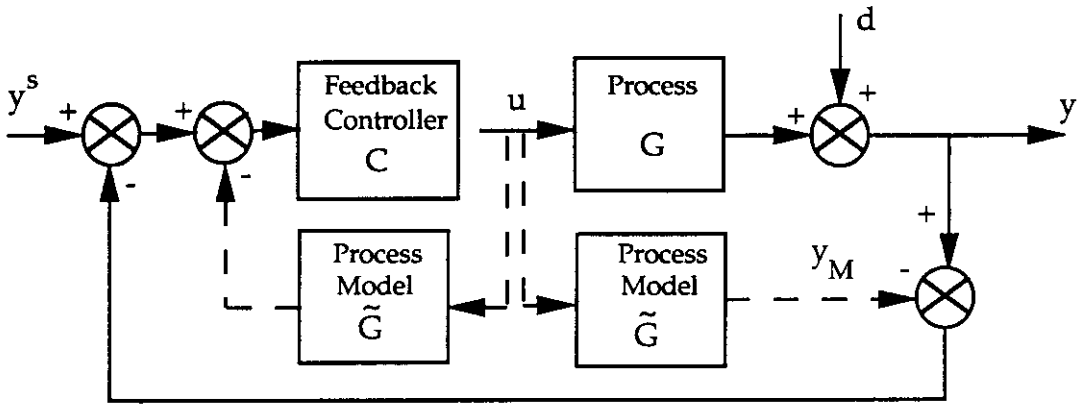 d
y^s
+
+
Feedback
Controller
C
u
Process
G
+
+
y
-
-
+
Process
Model
G̃
Process
Model
G̃
y_M
-